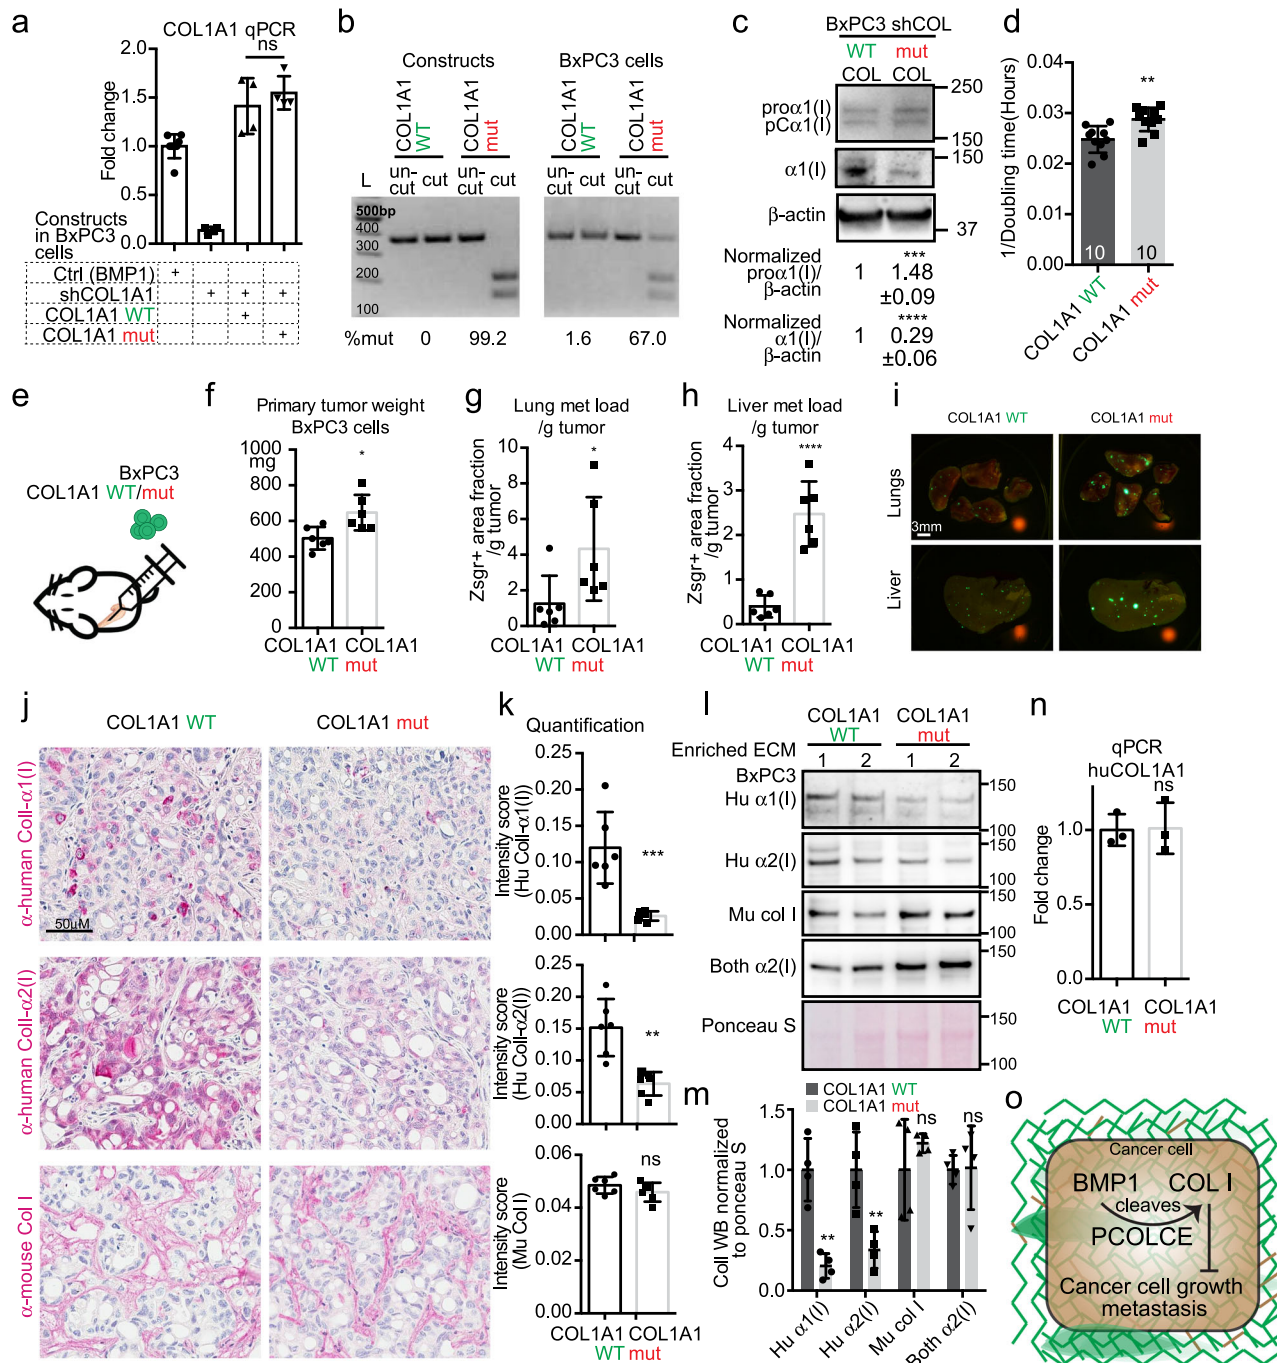 a
COL1A1 qPCR
ns
Fold change
2.0
1.5
1.0
0.5
0.0
Constructs
in BxPC3
cells
Ctrl (BMP1) +
shCOL1A1 + + +
COL1A1 WT +
COL1A1 mut +
b
Constructs BxPC3 cells
COL1A1 WT COL1A1 mut COL1A1 WT COL1A1 mut
L un-cut cut un-cut cut un-cut cut un-cut cut
500bp
400
300
200
100
%mut 0 99.2 1.6 67.0
c
BxPC3 shCOL
WT mut
COL COL
250
proα1(I)
pCα1(I)
150
150
α1(I)
β-actin
37
Normalized ***
proα1(I)/ 1 1.48
β-actin ±0.09
Normalized ****
α1(I)/ 1 0.29
β-actin ±0.06
d
1/Doubling time(Hours)
0.04
0.03
0.02
0.01
0.00
**
10 10
COL1A1 WT
COL1A1 mut
e
BxPC3
COL1A1 WT/mut
f
Primary tumor weight
BxPC3 cells
1000
mg
800
600
400
200
0
*
COL1A1 COL1A1
WT mut
g
Lung met load
/g tumor
Zsgr+ area fraction
/g tumor
10
8
6
4
2
0
*
COL1A1 COL1A1
WT mut
h
Liver met load
/g tumor
Zsgr+ area fraction
/g tumor
4
3
2
1
0
****
COL1A1 COL1A1
WT mut
i
COL1A1 WT COL1A1 mut
Lungs
3mm
Liver
j
COL1A1 WT COL1A1 mut
α-human ColI-α1(I)
50µM
α-human ColI-α2(I)
α-mouse Col I
k
Quantification
Intensity score
(Hu ColI-α1(I))
0.25
0.20
0.15
0.10
0.05
0.00
***
Intensity score
(Hu ColI-α2(I))
0.25
0.20
0.15
0.10
0.05
0.00
**
Intensity score
(Mu ColI)
0.06
0.04
0.02
0.00
ns
COL1A1 COL1A1
WT mut
l
COL1A1 COL1A1
WT mut
Enriched ECM 1 2 1 2
BxPC3
Hu α1(I)
150
100
Hu α2(I)
150
100
Mu col I
150
100
Both α2(I)
150
Ponceau S
150
100
m
COL1A1 WT
COL1A1 mut
ColI WB normalized
to ponceau S
1.5
1.0
0.5
0.0
** ** ns ns
Hu α1(I)
Hu α2(I)
Mu col I
Both α2(I)
n
qPCR
huCOL1A1
ns
Fold change
1.0
0.5
0.0
COL1A1 COL1A1
WT mut
o
Cancer cell
BMP1 COL I
cleaves
PCOLCE
Cancer cell growth
metastasis